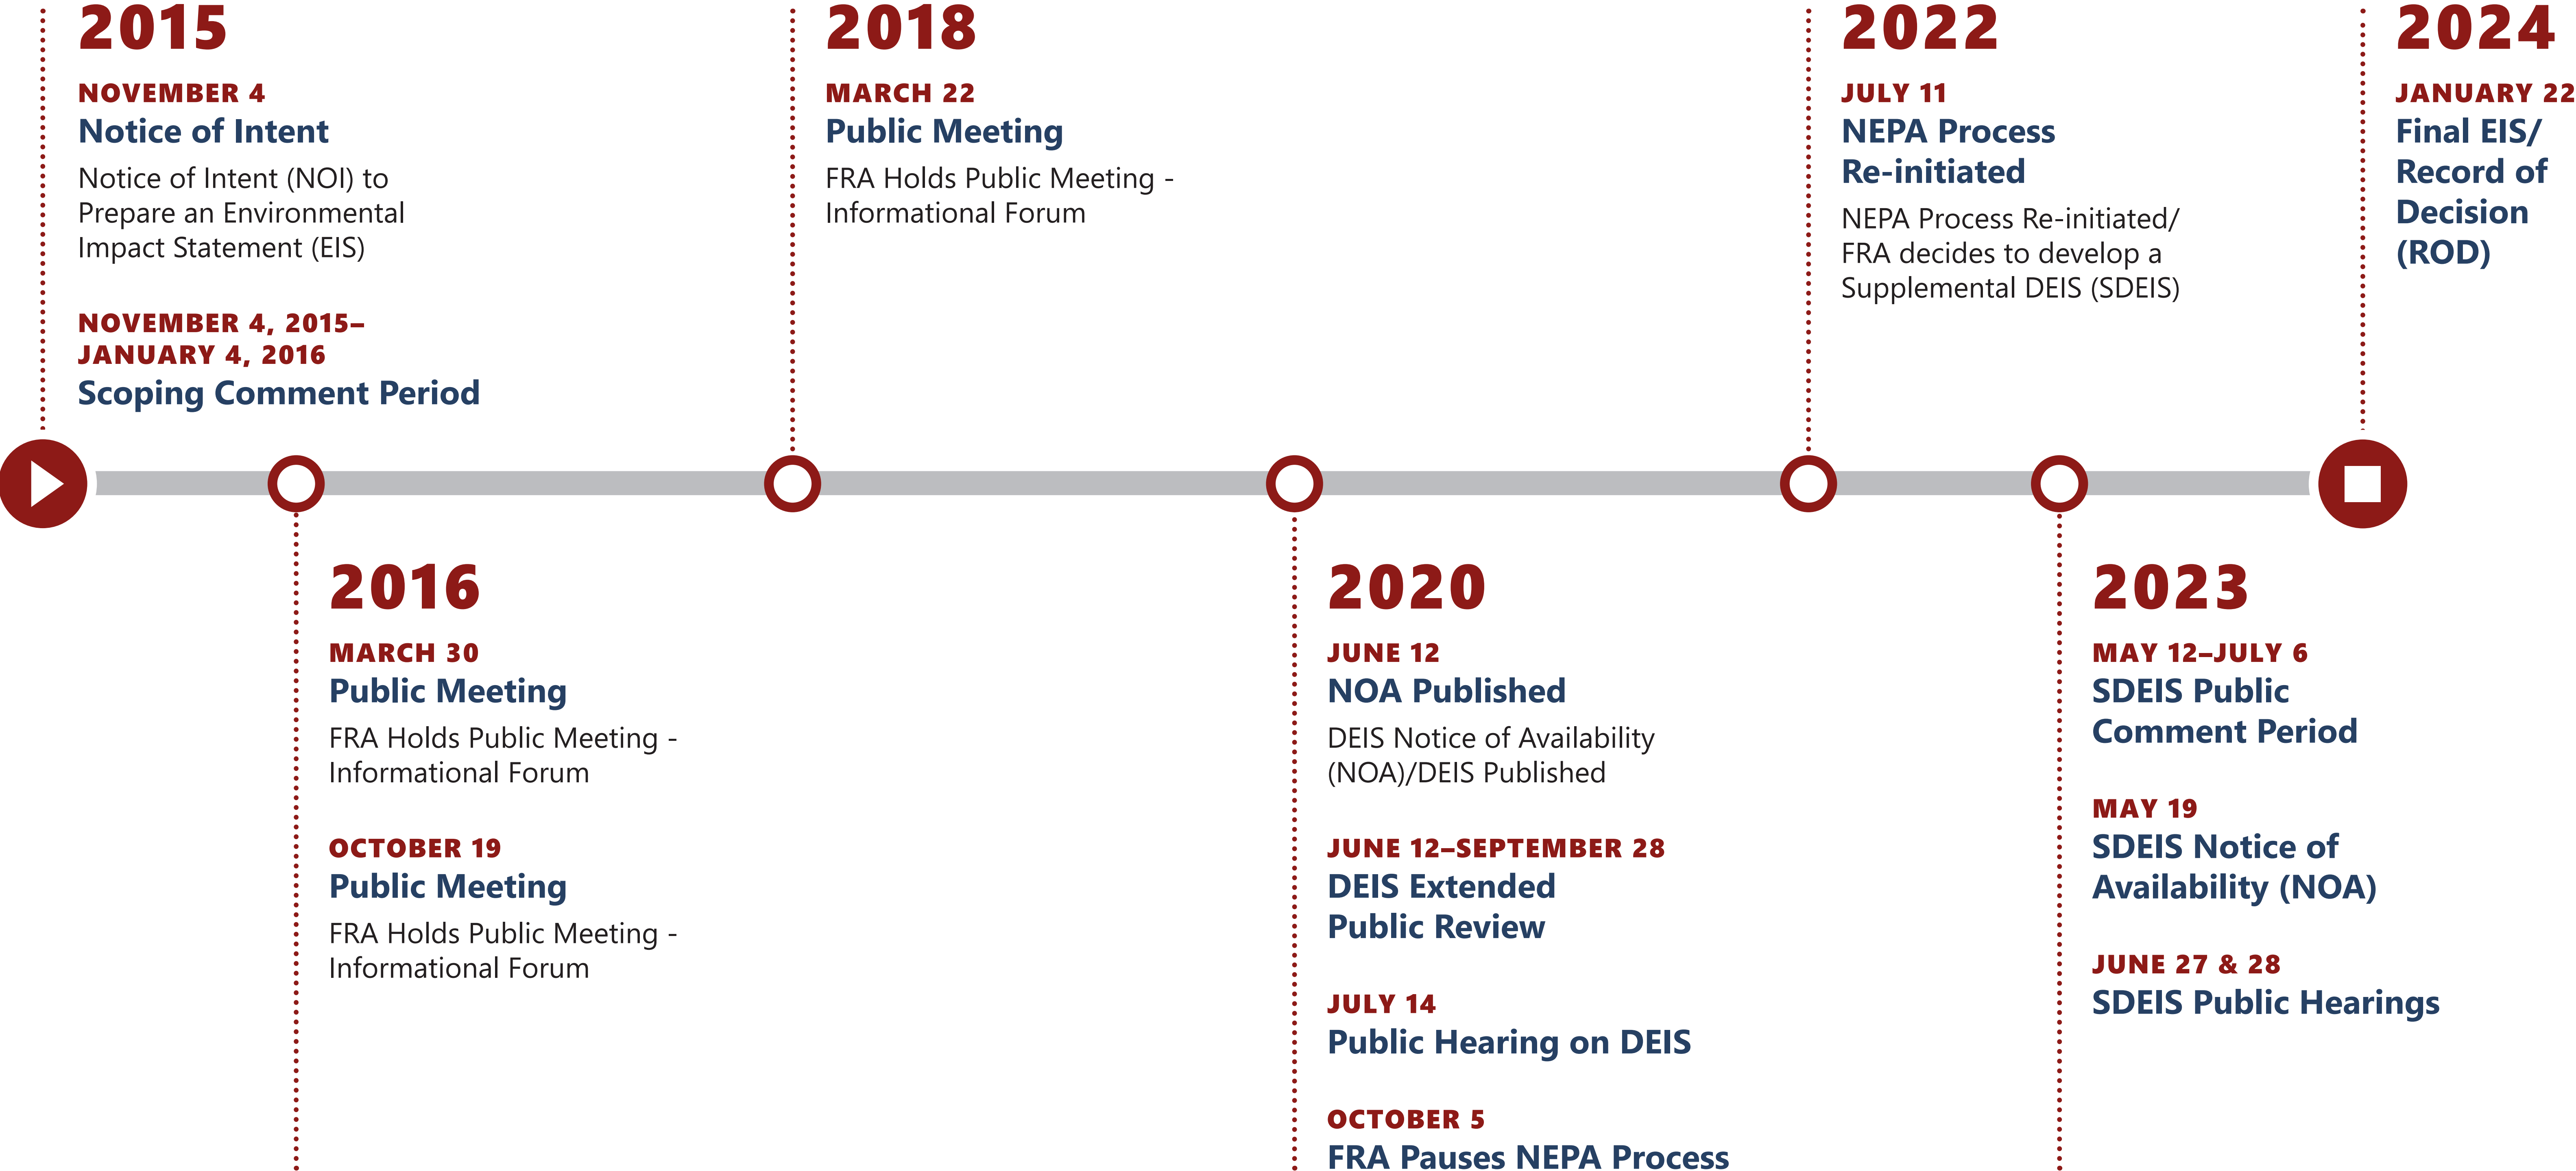 2015
NOVEMBER 4
Notice of Intent
Notice of Intent (NOI) to
Prepare an Environmental
Impact Statement (EIS)
NOVEMBER 4, 2015–
JANUARY 4, 2016
Scoping Comment Period
2016
MARCH 30
Public Meeting
FRA Holds Public Meeting -
Informational Forum
OCTOBER 19
Public Meeting
FRA Holds Public Meeting -
Informational Forum
2018
MARCH 22
Public Meeting
FRA Holds Public Meeting -
Informational Forum
2020
JUNE 12
NOA Published
DEIS Notice of Availability
(NOA)/DEIS Published
JUNE 12–SEPTEMBER 28
DEIS Extended
Public Review
JULY 14
Public Hearing on DEIS
OCTOBER 5
FRA Pauses NEPA Process
2022
JULY 11
NEPA Process
Re-initiated
NEPA Process Re-initiated/
FRA decides to develop a
Supplemental DEIS (SDEIS)
2023
MAY 12–JULY 6
SDEIS Public
Comment Period
MAY 19
SDEIS Notice of
Availability (NOA)
JUNE 27 & 28
SDEIS Public Hearings
2024
JANUARY 22
Final EIS/
Record of
Decision
(ROD)